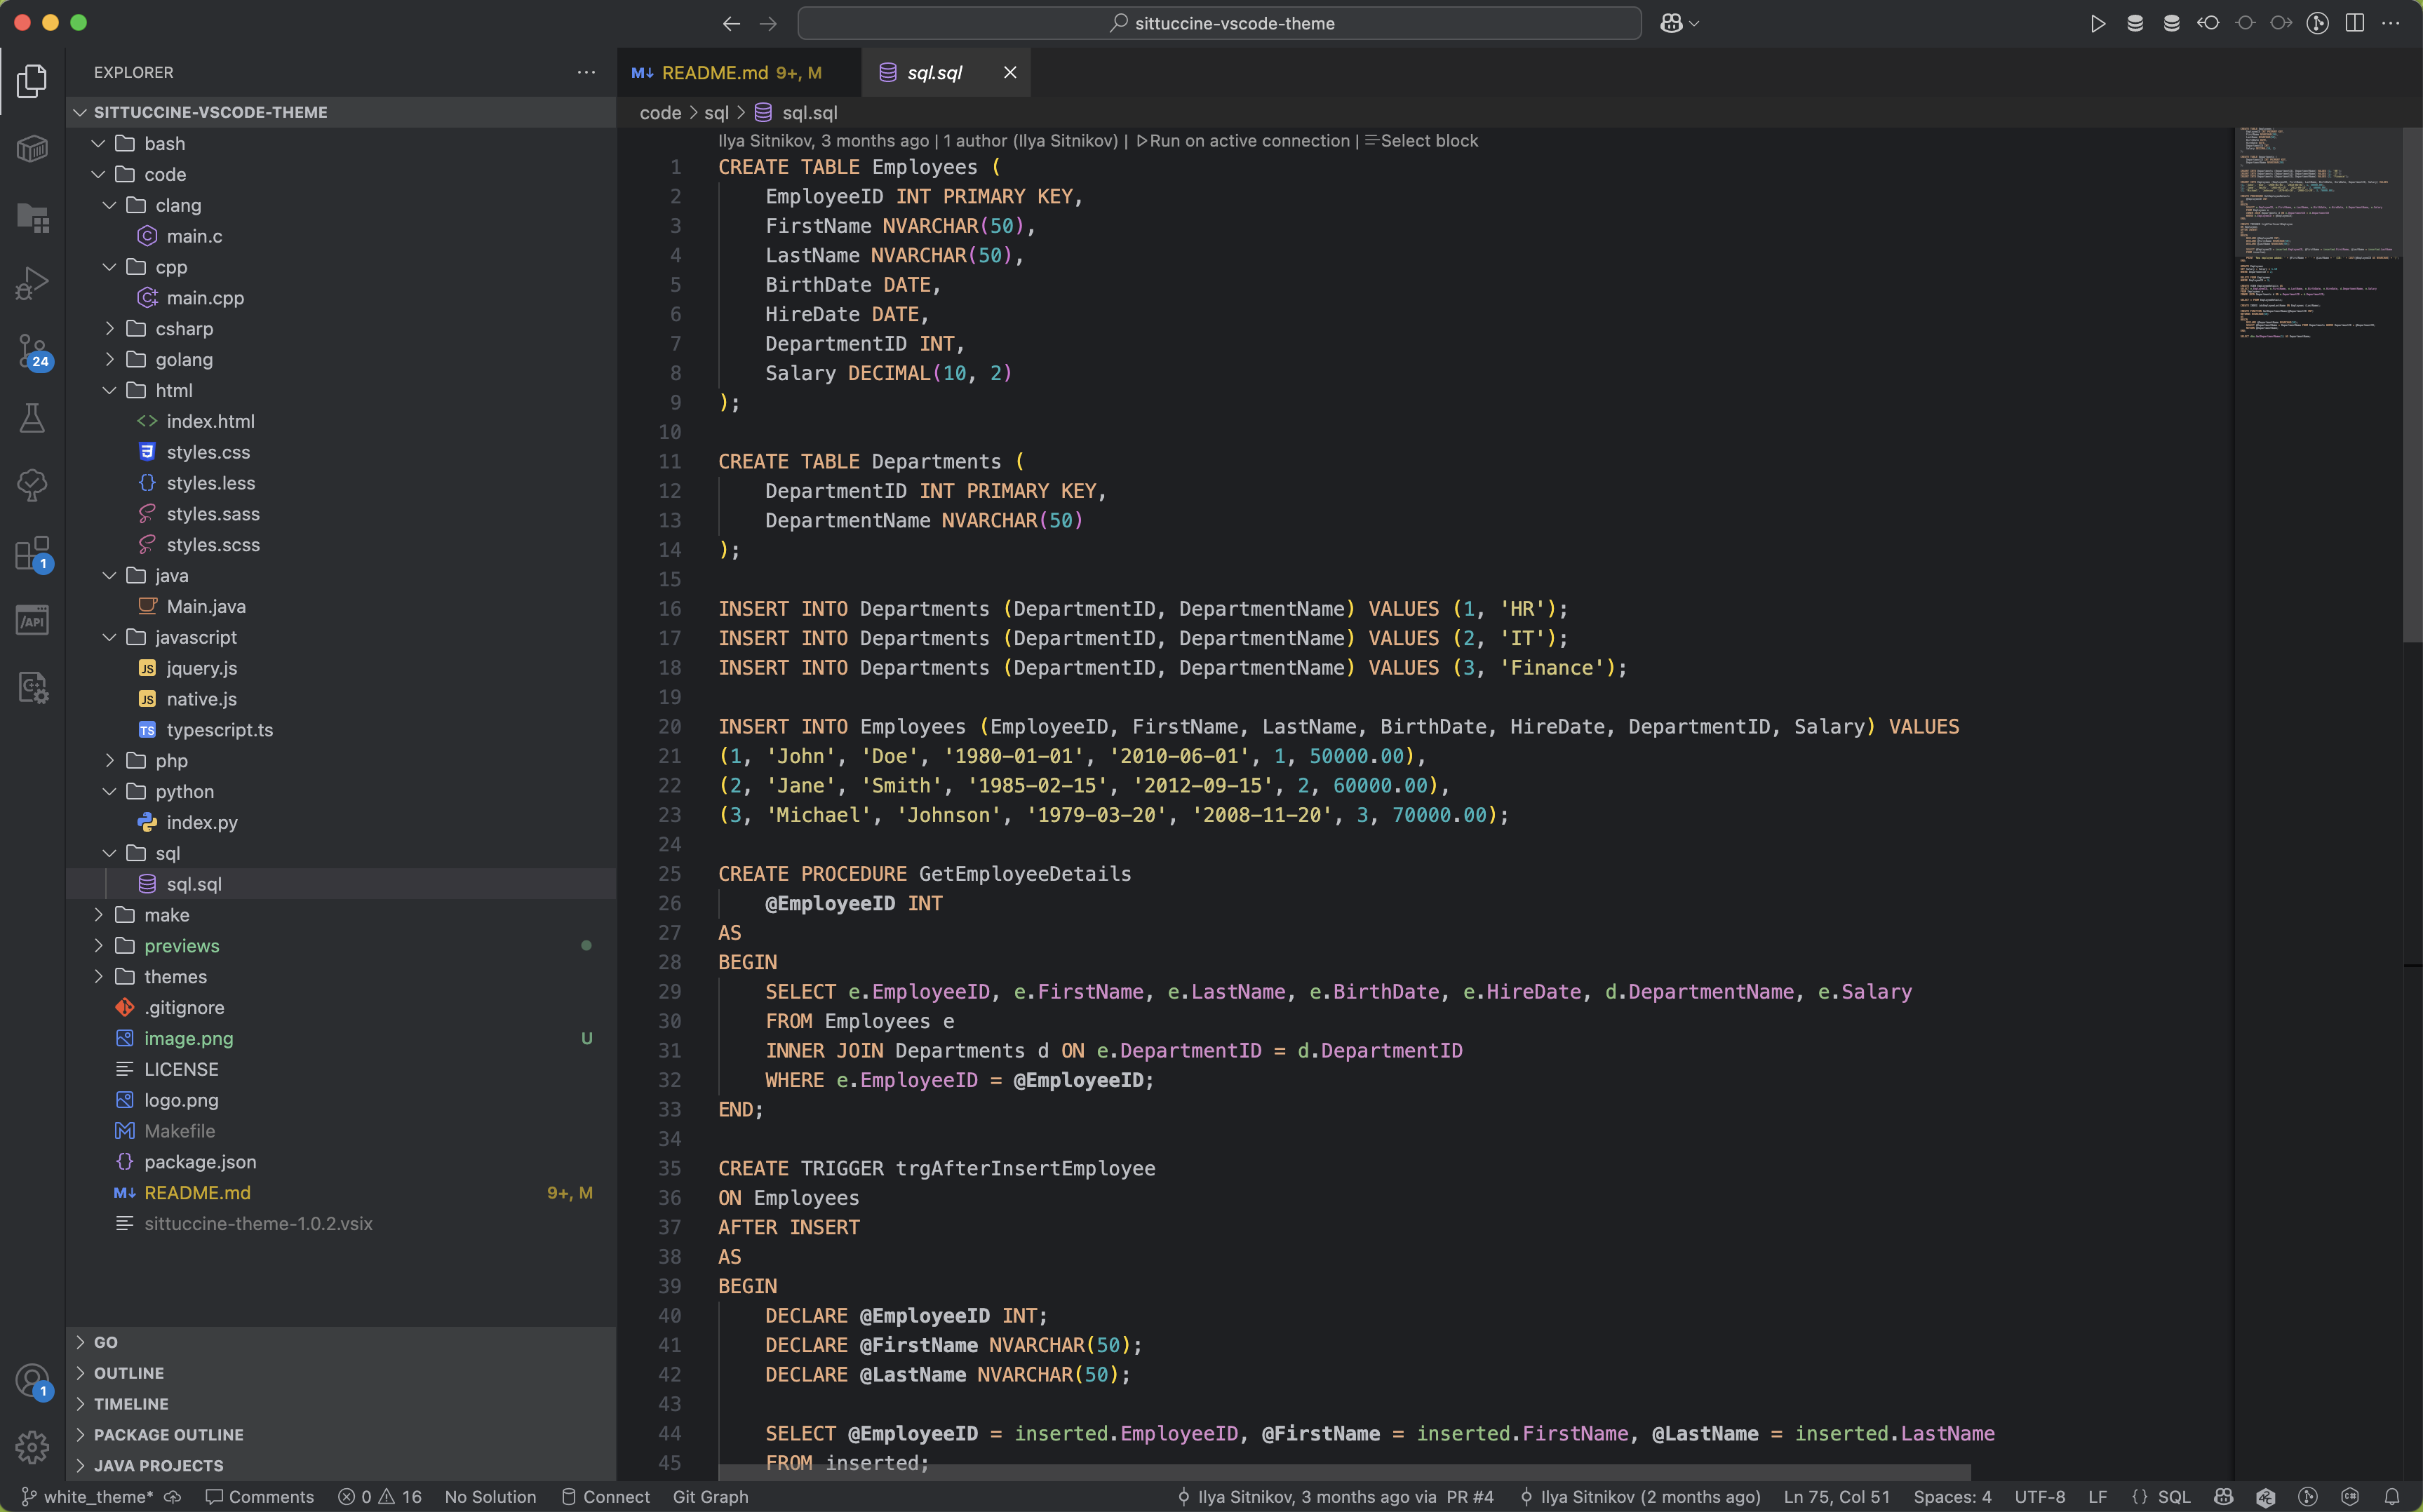 sittuccine-vscode-theme
EXPLORER
SITTUCCINE-VSCODE-THEME
bash
code
clang
main.c
cpp
main.cpp
csharp
golang
html
index.html
styles.css
styles.less
styles.sass
styles.scss
java
Main.java
javascript
JS jquery.js
JS native.js
TS typescript.ts
php
python
index.py
sql
sql.sql
make
previews
themes
.gitignore
image.png U
LICENSE
logo.png
Makefile
package.json
README.md 9+, M
sittuccine-theme-1.0.2.vsix
GO
OUTLINE
TIMELINE
PACKAGE OUTLINE
JAVA PROJECTS
24
1
/API
1
README.md 9+, M
sql.sql
code > sql > sql.sql
Ilya Sitnikov, 3 months ago | 1 author (Ilya Sitnikov) | ▷Run on active connection | ≡Select block
1 CREATE TABLE Employees (
2 EmployeeID INT PRIMARY KEY,
3 FirstName NVARCHAR(50),
4 LastName NVARCHAR(50),
5 BirthDate DATE,
6 HireDate DATE,
7 DepartmentID INT,
8 Salary DECIMAL(10, 2)
9 );
10
11 CREATE TABLE Departments (
12 DepartmentID INT PRIMARY KEY,
13 DepartmentName NVARCHAR(50)
14 );
15
16 INSERT INTO Departments (DepartmentID, DepartmentName) VALUES (1, 'HR');
17 INSERT INTO Departments (DepartmentID, DepartmentName) VALUES (2, 'IT');
18 INSERT INTO Departments (DepartmentID, DepartmentName) VALUES (3, 'Finance');
19
20 INSERT INTO Employees (EmployeeID, FirstName, LastName, BirthDate, HireDate, DepartmentID, Salary) VALUES
21 (1, 'John', 'Doe', '1980-01-01', '2010-06-01', 1, 50000.00),
22 (2, 'Jane', 'Smith', '1985-02-15', '2012-09-15', 2, 60000.00),
23 (3, 'Michael', 'Johnson', '1979-03-20', '2008-11-20', 3, 70000.00);
24
25 CREATE PROCEDURE GetEmployeeDetails
26 @EmployeeID INT
27 AS
28 BEGIN
29 SELECT e.EmployeeID, e.FirstName, e.LastName, e.BirthDate, e.HireDate, d.DepartmentName, e.Salary
30 FROM Employees e
31 INNER JOIN Departments d ON e.DepartmentID = d.DepartmentID
32 WHERE e.EmployeeID = @EmployeeID;
33 END;
34
35 CREATE TRIGGER trgAfterInsertEmployee
36 ON Employees
37 AFTER INSERT
38 AS
39 BEGIN
40 DECLARE @EmployeeID INT;
41 DECLARE @FirstName NVARCHAR(50);
42 DECLARE @LastName NVARCHAR(50);
43
44 SELECT @EmployeeID = inserted.EmployeeID, @FirstName = inserted.FirstName, @LastName = inserted.LastName
45 FROM inserted;
white_theme* Comments 0 16 No Solution Connect Git Graph Ilya Sitnikov, 3 months ago via PR #4 Ilya Sitnikov (2 months ago) Ln 75, Col 51 Spaces: 4 UTF-8 LF {} SQL